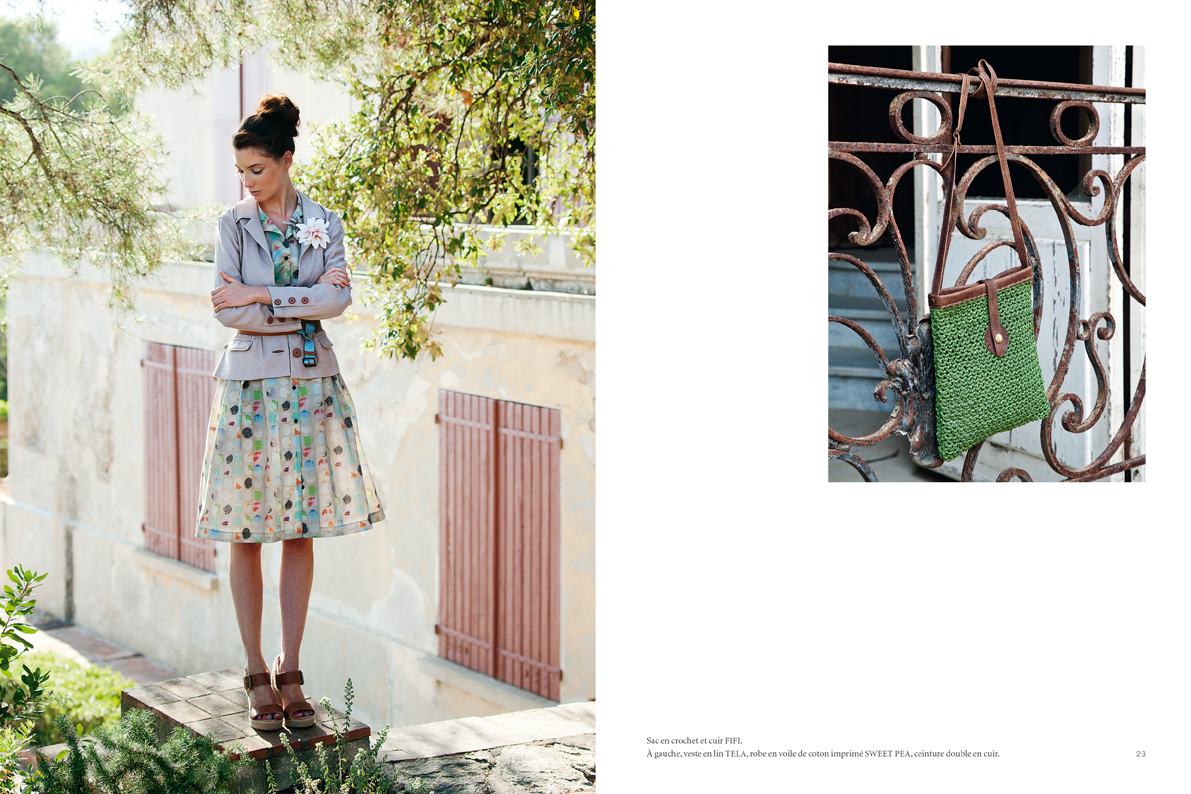 Sac en crochet et cuir FIFI.
À gauche, veste en lin TELA, robe en voile de coton imprimé SWEET PEA, ceinture double en cuir.
23